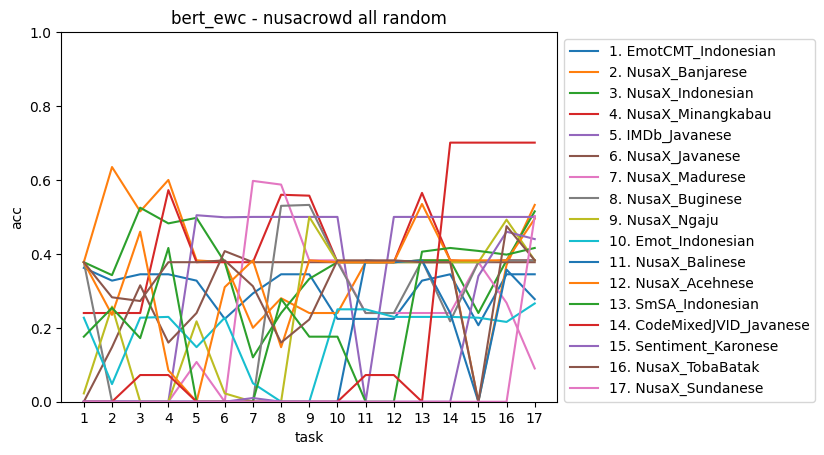 bert_ewc - nusacrowd all random
1.0
0.8
0.6
0.4
0.2
0.0
acc
1 2 3 4 5 6 7 8 9 10 11 12 13 14 15 16 17
task
1. EmotCMT_Indonesian
2. NusaX_Banjarese
3. NusaX_Indonesian
4. NusaX_Minangkabau
5. IMDb_Javanese
6. NusaX_Javanese
7. NusaX_Madurese
8. NusaX_Buginese
9. NusaX_Ngaju
10. Emot_Indonesian
11. NusaX_Balinese
12. NusaX_Acehnese
13. SmSA_Indonesian
14. CodeMixedJVID_Javanese
15. Sentiment_Karonese
16. NusaX_TobaBatak
17. NusaX_Sundanese